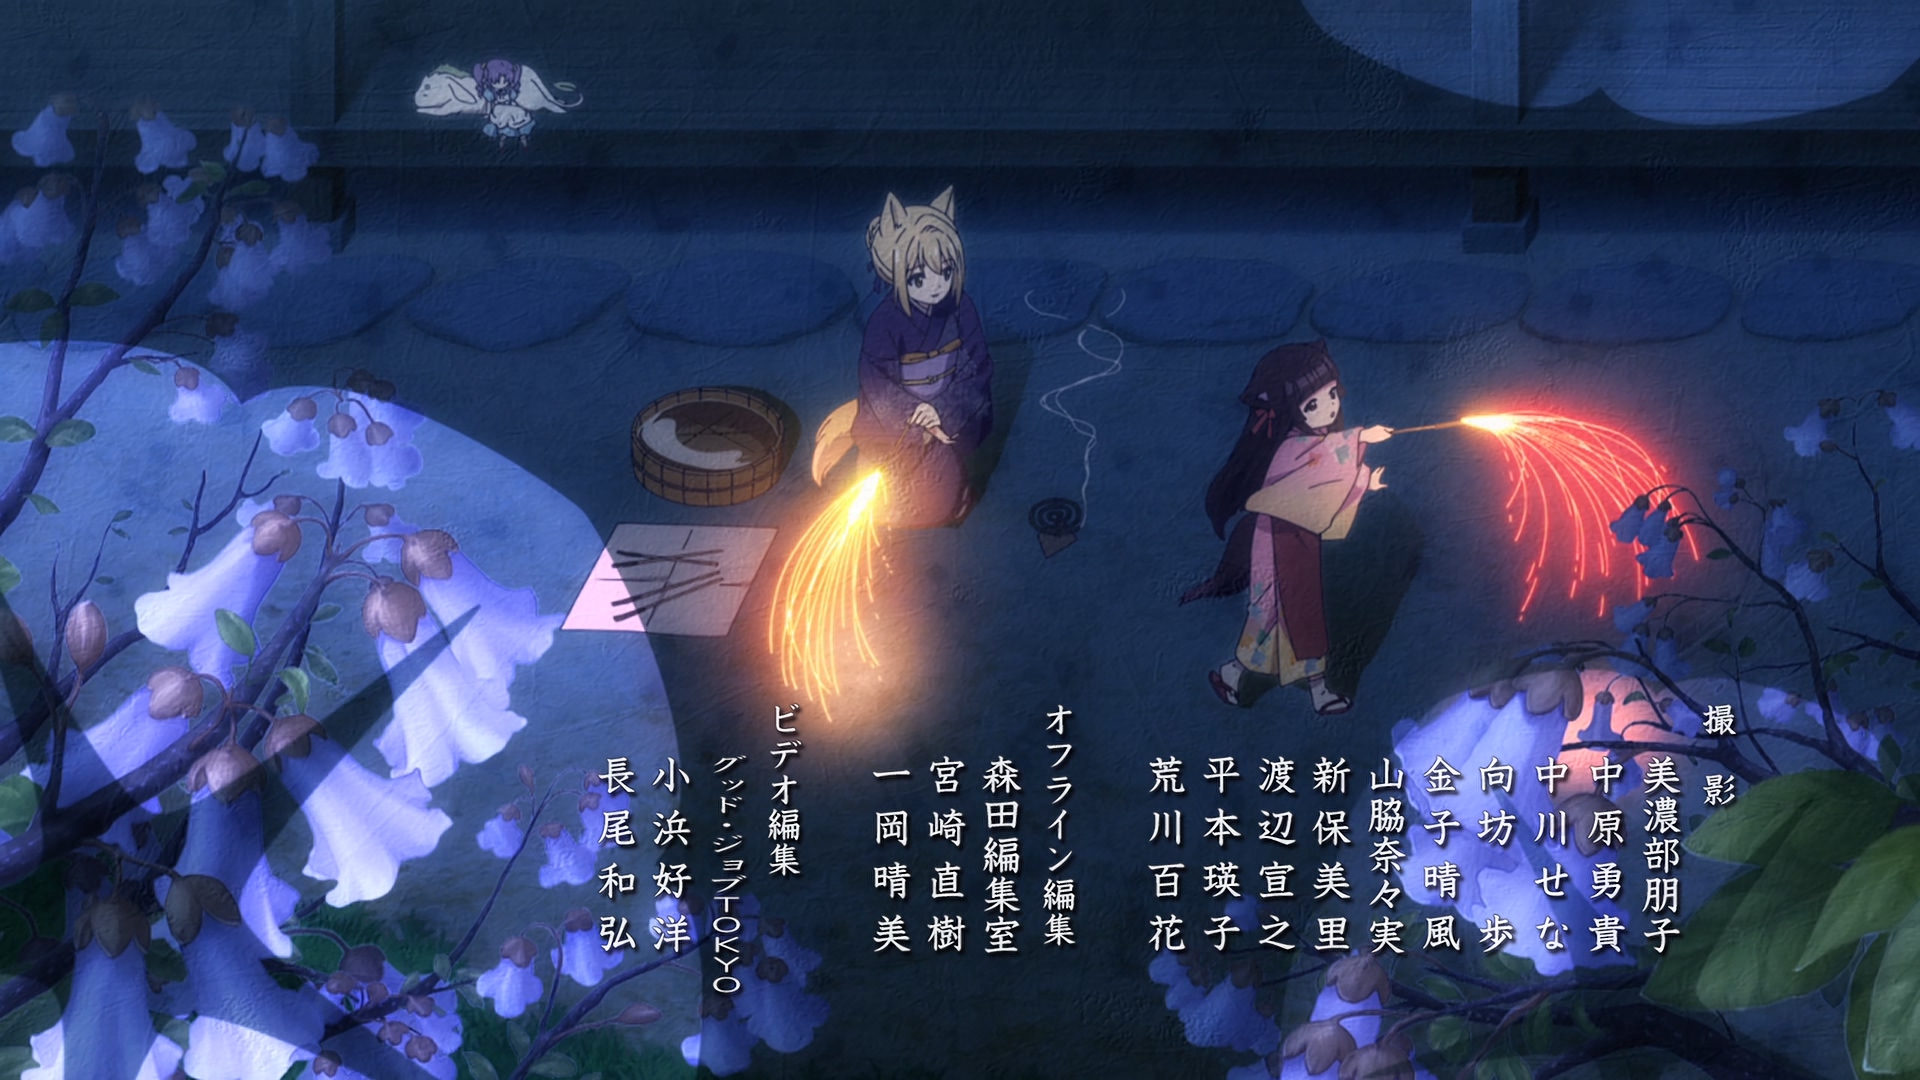 撮影
美濃部朋子
中原勇貴
中川せな
向坊歩
金子晴風
山脇奈々実
新保美里
渡辺宣之
平本瑛子
荒川百花
オフライン編集
森田編集室
宮崎直樹
一岡晴美
ビデオ編集
グッド・ジョブTOKYO
小浜好洋
長尾和弘